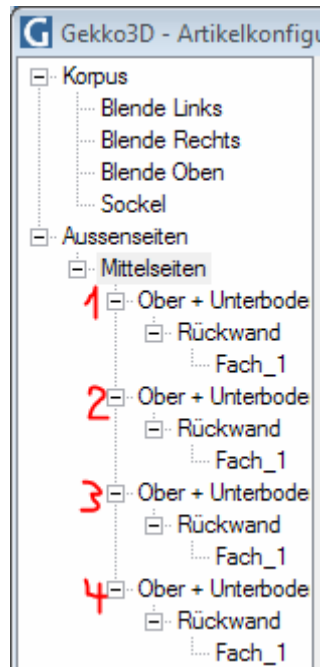 G Gekko3D - Artikelkonfigu
Korpus
Blende Links
Blende Rechts
Blende Oben
Sockel
Aussenseiten
Mittelseiten
1 Ober + Unterbode
Rückwand
Fach_1
2 Ober + Unterbode
Rückwand
Fach_1
3 Ober + Unterbode
Rückwand
Fach_1
4 Ober + Unterbode
Rückwand
Fach_1